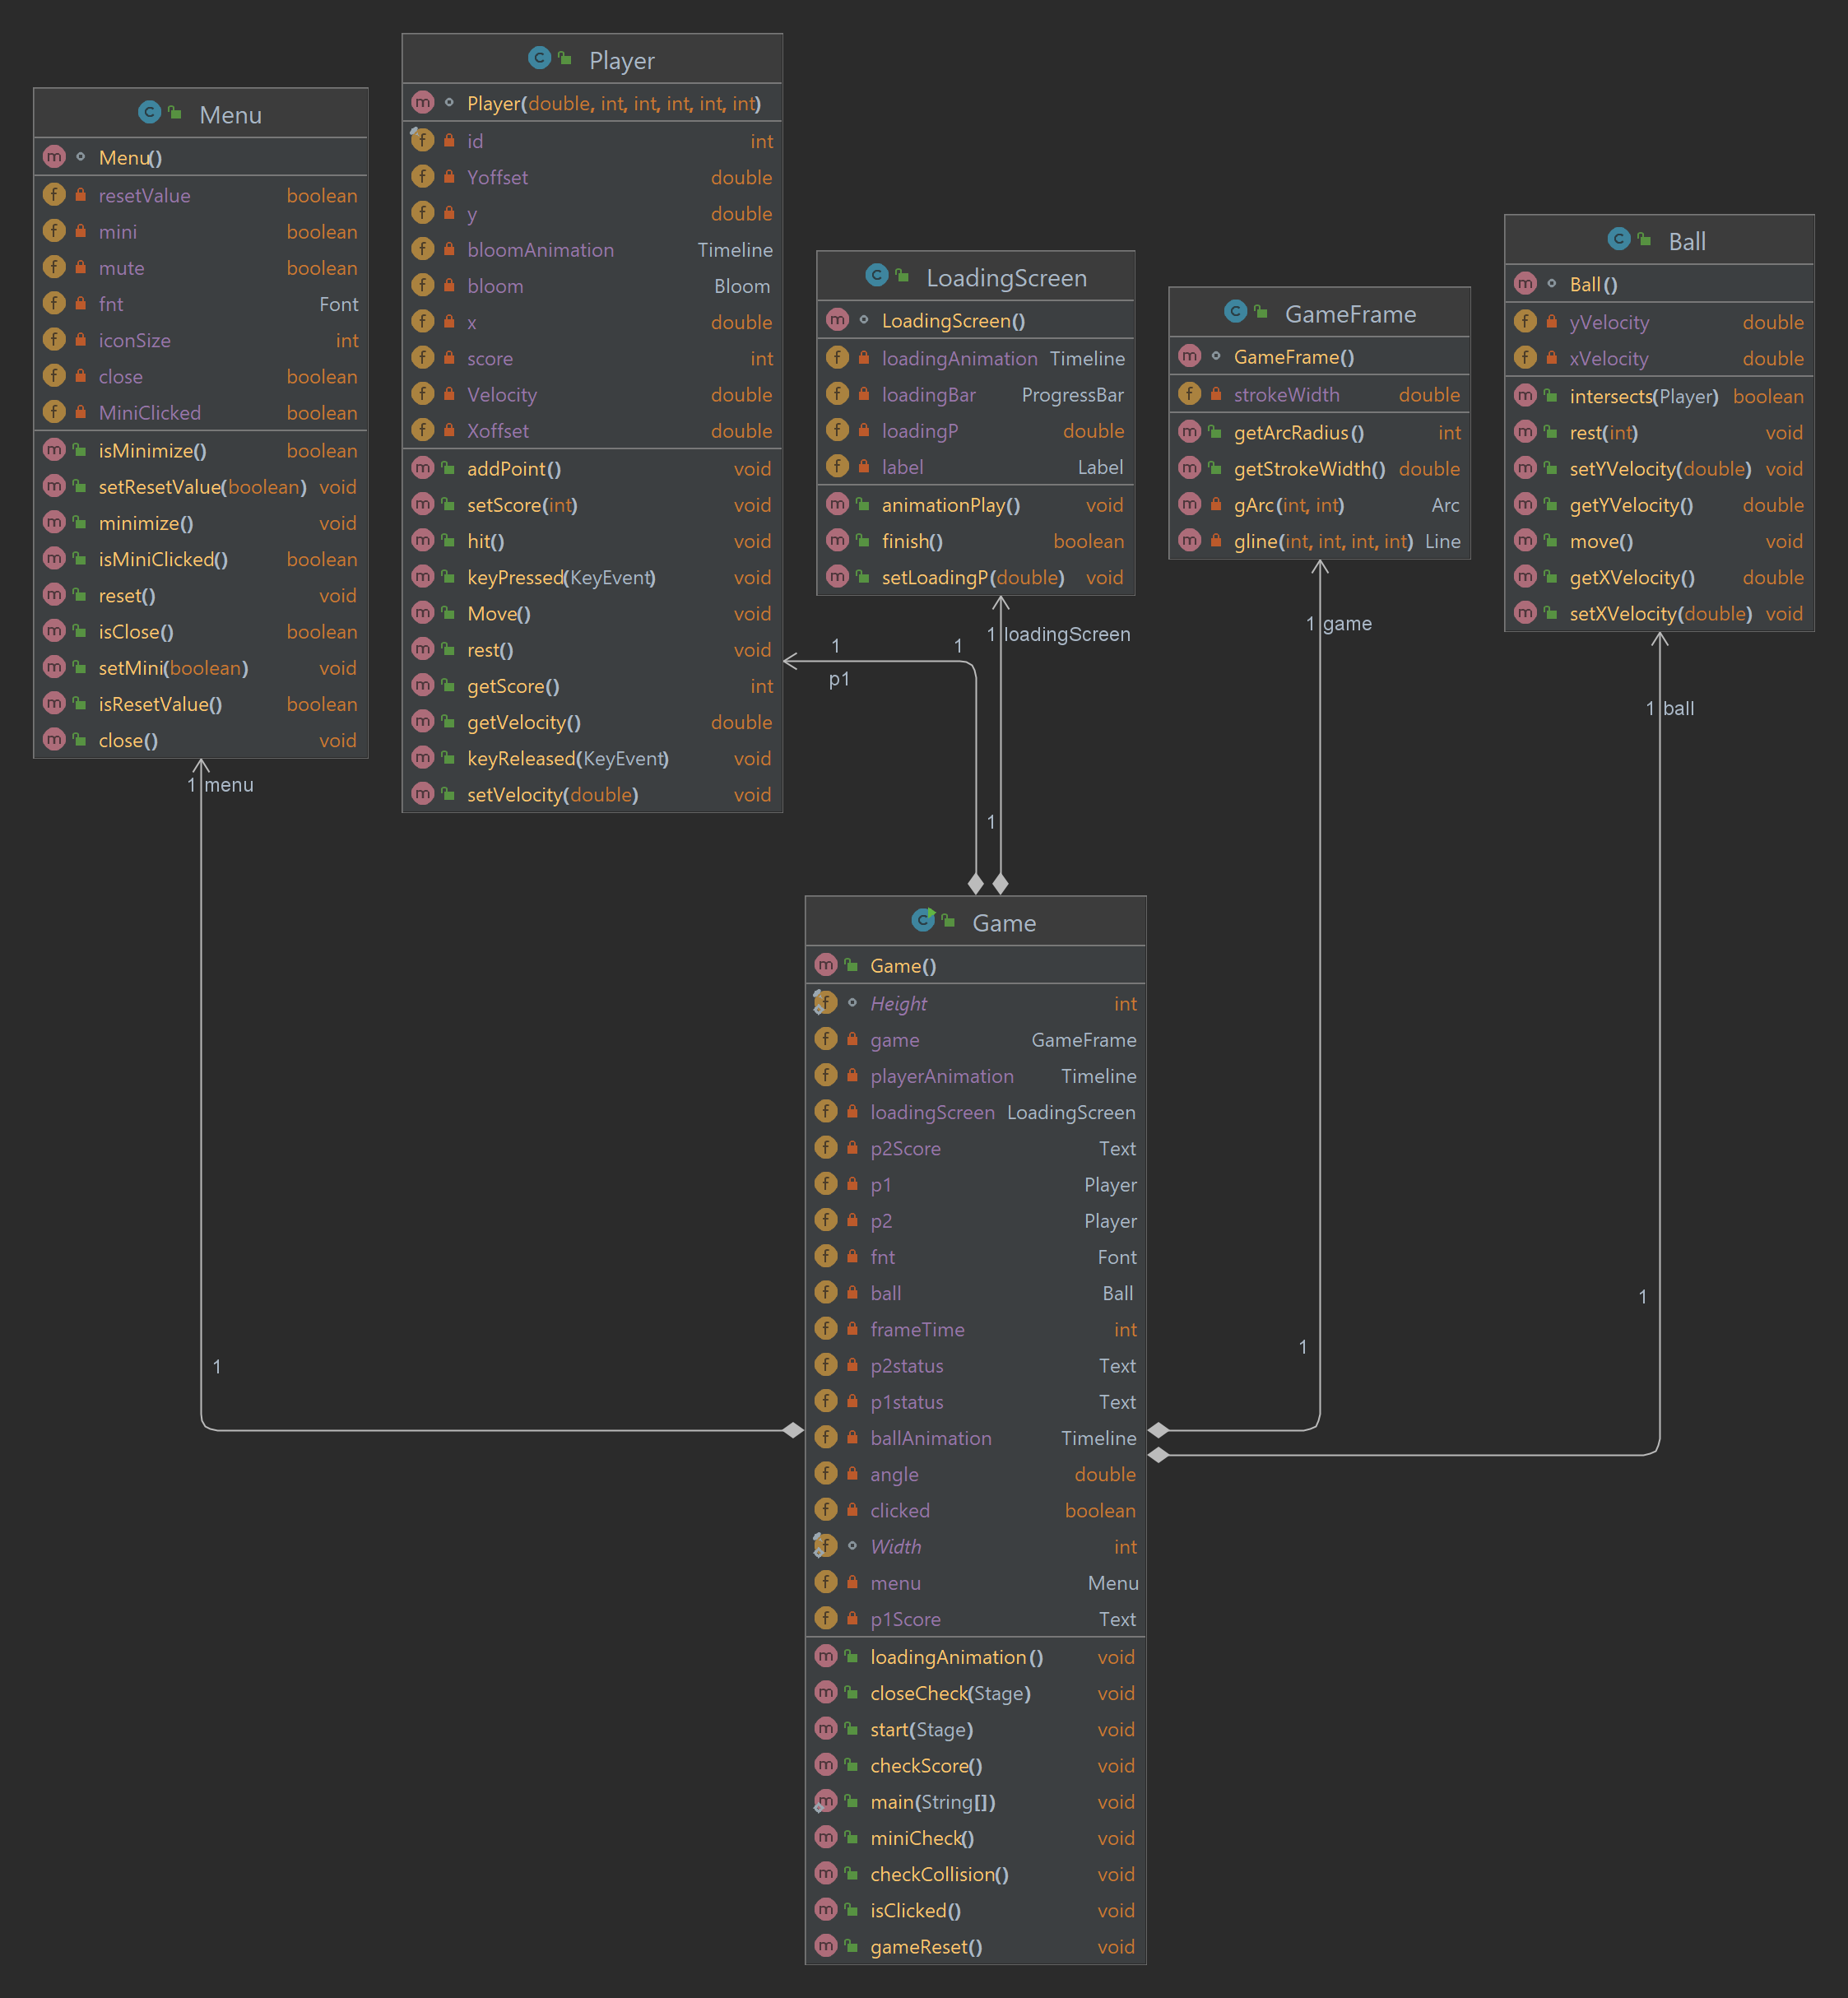 Menu
Menu()
resetValue boolean
mini boolean
mute boolean
fnt Font
iconSize int
close boolean
MiniClicked boolean
isMinimize() boolean
setResetValue(boolean) void
minimize() void
isMiniClicked() boolean
reset() void
isClose() boolean
setMini(boolean) void
isResetValue() boolean
close() void
Player
Player(double, int, int, int, int, int)
id int
Yoffset double
y double
bloomAnimation Timeline
bloom Bloom
x double
score int
Velocity double
Xoffset double
addPoint() void
setScore(int) void
hit() void
keyPressed(KeyEvent) void
Move() void
rest() void
getScore() int
getVelocity() double
keyReleased(KeyEvent) void
setVelocity(double) void
LoadingScreen
LoadingScreen()
loadingAnimation Timeline
loadingBar ProgressBar
loadingP double
label Label
animationPlay() void
finish() boolean
setLoadingP(double) void
GameFrame
GameFrame()
strokeWidth double
getArcRadius() int
getStrokeWidth() double
gArc(int, int) Arc
gline(int, int, int, int) Line
Ball
Ball()
yVelocity double
xVelocity double
intersects(Player) boolean
rest(int) void
setYVelocity(double) void
getYVelocity() double
move() void
getXVelocity() double
setXVelocity(double) void
1 menu
1
1
p1
1
1 loadingScreen
1
1 game
1
1 ball
1
Game
Game()
Height int
game GameFrame
playerAnimation Timeline
loadingScreen LoadingScreen
p2Score Text
p1 Player
p2 Player
fnt Font
ball Ball
frameTime int
p2status Text
p1status Text
ballAnimation Timeline
angle double
clicked boolean
Width int
menu Menu
p1Score Text
loadingAnimation() void
closeCheck(Stage) void
start(Stage) void
checkScore() void
main(String[]) void
miniCheck() void
checkCollision() void
isClicked() void
gameReset() void